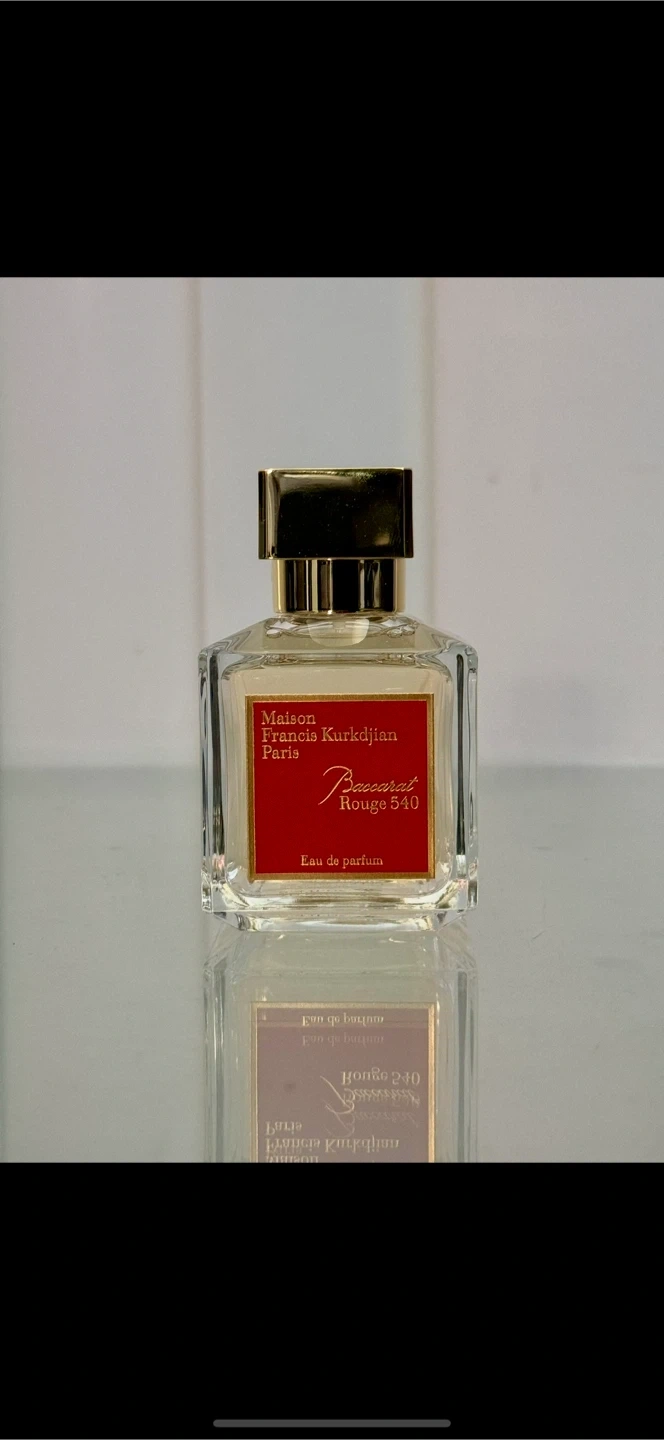 Maison
Francis Kurkdjian
Paris
Baccarat
Rouge 540
Eau de parfum